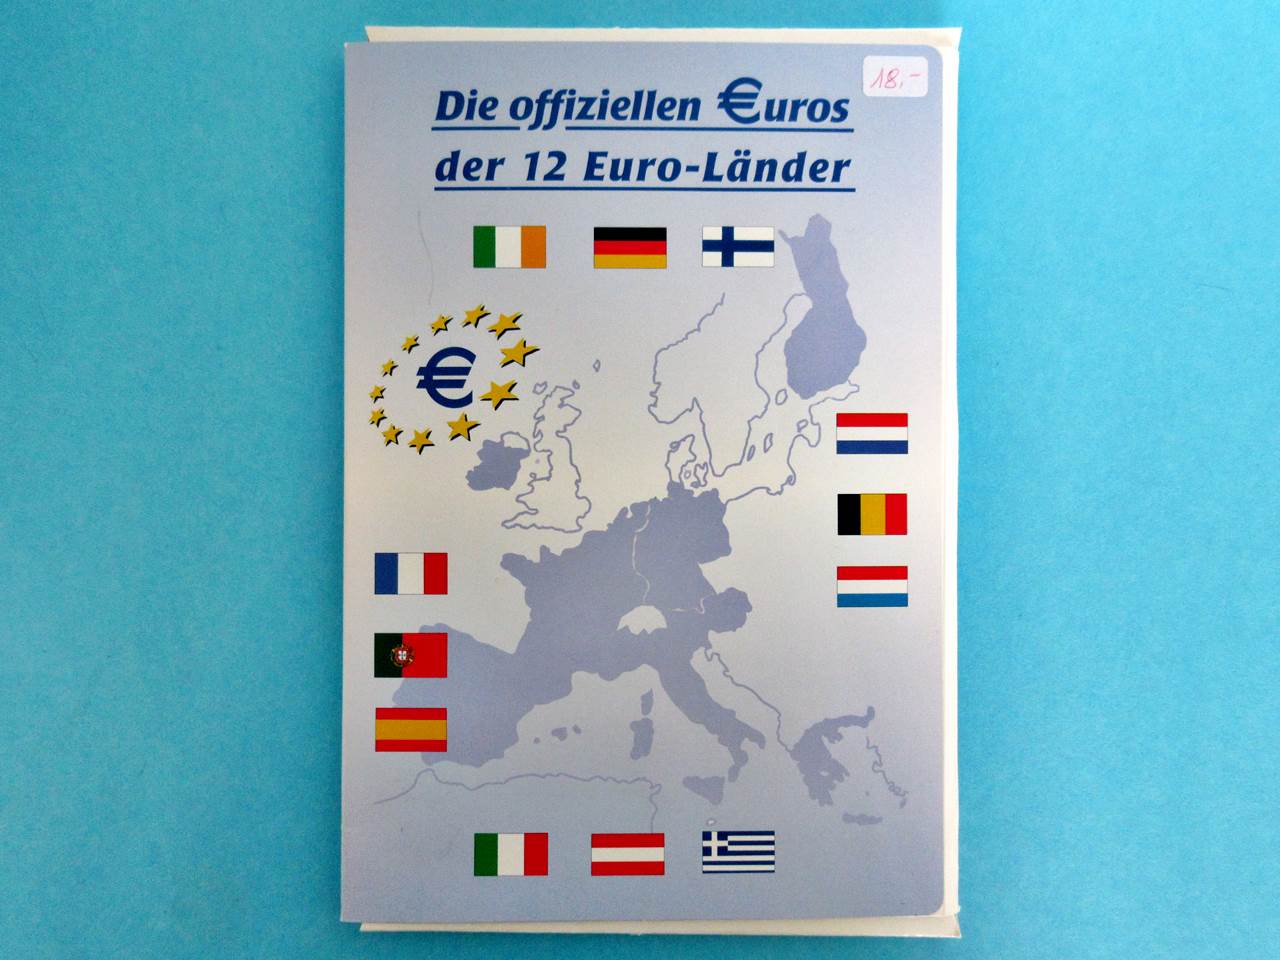 18,-
Die offiziellen €uros
der 12 Euro-Länder
€